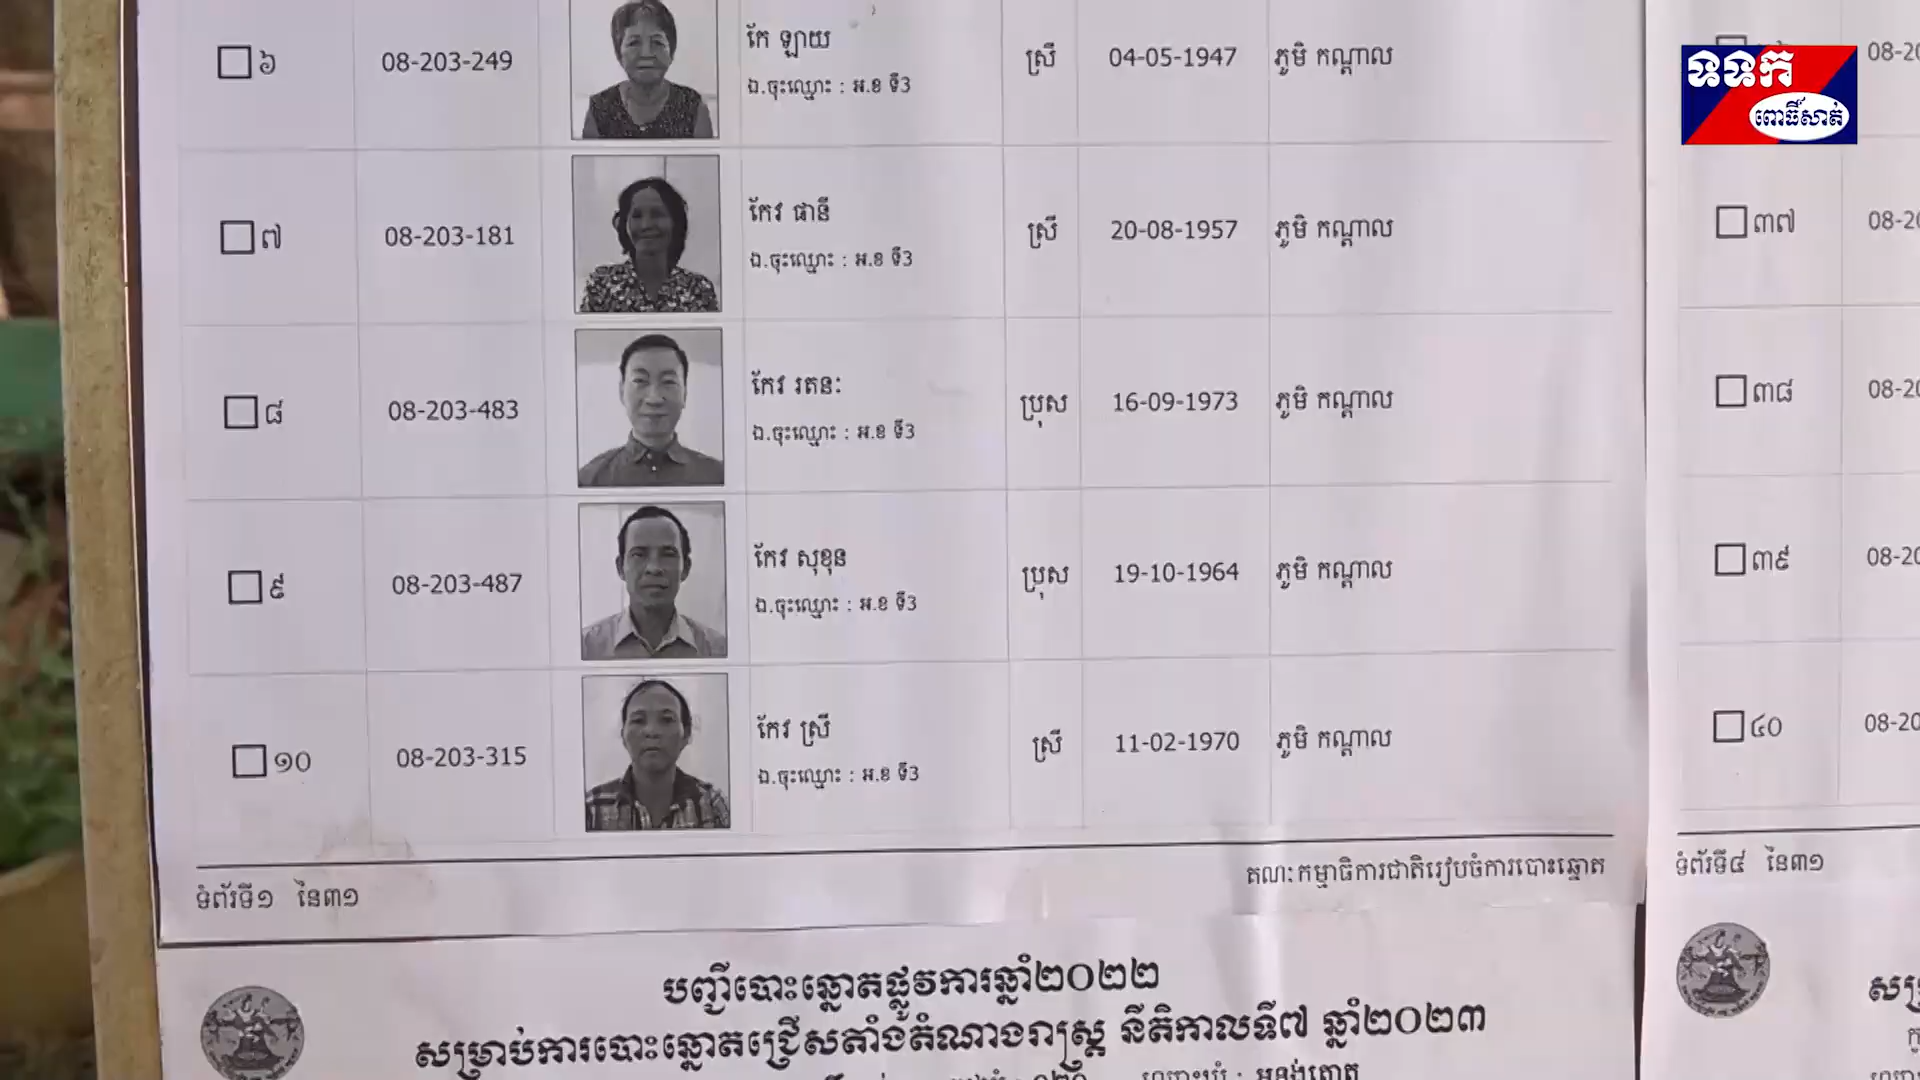 ៦ 08-203-249 កែ ឡាយ ស្រី 04-05-1947 ភូមិ កណ្ដាល
ឯ.ចុះឈ្មោះ : អ.ខ ទី3
៧ 08-203-181 កែវ ផានី ស្រី 20-08-1957 ភូមិ កណ្ដាល
ឯ.ចុះឈ្មោះ : អ.ខ ទី3
៨ 08-203-483 កែវ រតនៈ ប្រុស 16-09-1973 ភូមិ កណ្ដាល
ឯ.ចុះឈ្មោះ : អ.ខ ទី3
៩ 08-203-487 កែវ សុខុន ប្រុស 19-10-1964 ភូមិ កណ្ដាល
ឯ.ចុះឈ្មោះ : អ.ខ ទី3
១០ 08-203-315 កែវ ស្រី ស្រី 11-02-1970 ភូមិ កណ្ដាល
ឯ.ចុះឈ្មោះ : អ.ខ ទី3
គណៈកម្មាធិការជាតិរៀបចំការបោះឆ្នោត
ទំព័រទី១ នៃ៣១
បញ្ជីបោះឆ្នោតផ្លូវការឆ្នាំ២០២២
សម្រាប់ការបោះឆ្នោតជ្រើសតាំងតំណាងរាស្ត្រ នីតិកាលទី៧ ឆ្នាំ២០២៣
ទទក
ពោធិ៍សាត់
08-20
៣៧ 08-20
៣៨ 08-20
៣៩ 08-20
៤០ 08-20
ទំព័រទី៤ នៃ៣១